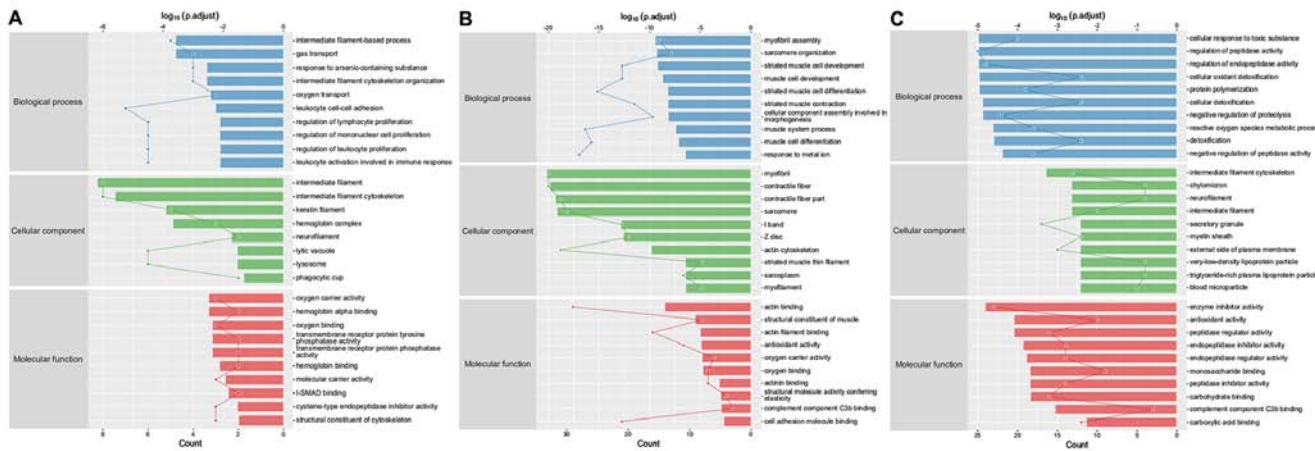 A
log10 (p.adjust)
-6 -4 -2 0
Biological process
intermediate filament-based process
gas transport
response to arsenic-containing substance
intermediate filament cytoskeleton organization
oxygen transport
leukocyte cell-cell adhesion
regulation of lymphocyte proliferation
regulation of mononuclear cell proliferation
regulation of leukocyte proliferation
leukocyte activation involved in immune response
Cellular component
intermediate filament
intermediate filament cytoskeleton
keratin filament
hemoglobin complex
neurofilament
lytic vacuole
lysosome
phagocytic cup
Molecular function
oxygen carrier activity
hemoglobin alpha binding
oxygen binding
transmembrane receptor protein tyrosine
phosphatase activity
transmembrane receptor protein phosphatase
activity
hemoglobin binding
molecular carrier activity
I-SMAD binding
cysteine-type endopeptidase inhibitor activity
structural constituent of cytoskeleton
8 6 4 2 0
Count
B
log10 (p.adjust)
-20 -15 -10 -5 0
Biological process
myofibril assembly
sarcomere organization
striated muscle cell development
muscle cell development
striated muscle cell differentiation
striated muscle contraction
cellular component assembly involved in
morphogenesis
muscle system process
muscle cell differentiation
response to metal ion
Cellular component
myofibril
contractile fiber
contractile fiber part
sarcomere
I band
Z disc
actin cytoskeleton
striated muscle thin filament
sarcoplasm
myofilament
Molecular function
actin binding
structural constituent of muscle
actin filament binding
antioxidant activity
oxygen carrier activity
oxygen binding
actinin binding
structural molecule activity conferring
elasticity
complement component C3b binding
cell adhesion molecule binding
30 20 10 0
Count
C
log10 (p.adjust)
-5 -4 -3 -2 -1 0
Biological process
cellular response to toxic substance
regulation of peptidase activity
regulation of endopeptidase activity
cellular oxidant detoxification
protein polymerization
cellular detoxification
negative regulation of proteolysis
reactive oxygen species metabolic proce
detoxification
negative regulation of peptidase activity
Cellular component
intermediate filament cytoskeleton
chylomicron
neurofilament
intermediate filament
secretory granule
myelin sheath
external side of plasma membrane
very-low-density lipoprotein particle
triglyceride-rich plasma lipoprotein partic
blood microparticle
Molecular function
enzyme inhibitor activity
antioxidant activity
peptidase regulator activity
endopeptidase inhibitor activity
endopeptidase regulator activity
monosaccharide binding
peptidase inhibitor activity
carbohydrate binding
complement component C3b binding
carboxylic acid binding
25 20 15 10 5 0
Count